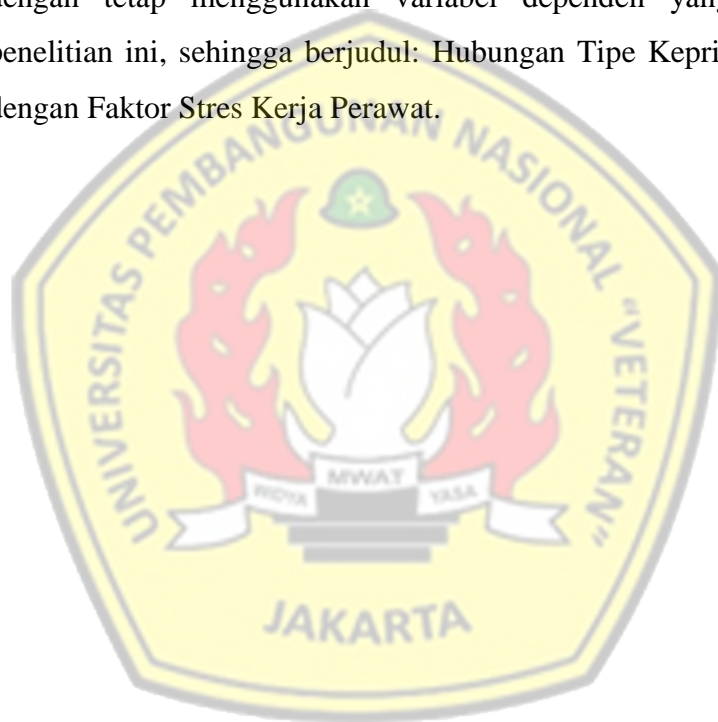 dengan tetap menggunakan variabel dependen yang
penelitian ini, sehingga berjudul: Hubungan Tipe
dengan Faktor Stres Kerja Perawat.
UNIVERSITAS PEMBANGUNAN NASIONAL "VETERAN"
WIDYA MWAT YASA
JAKARTA